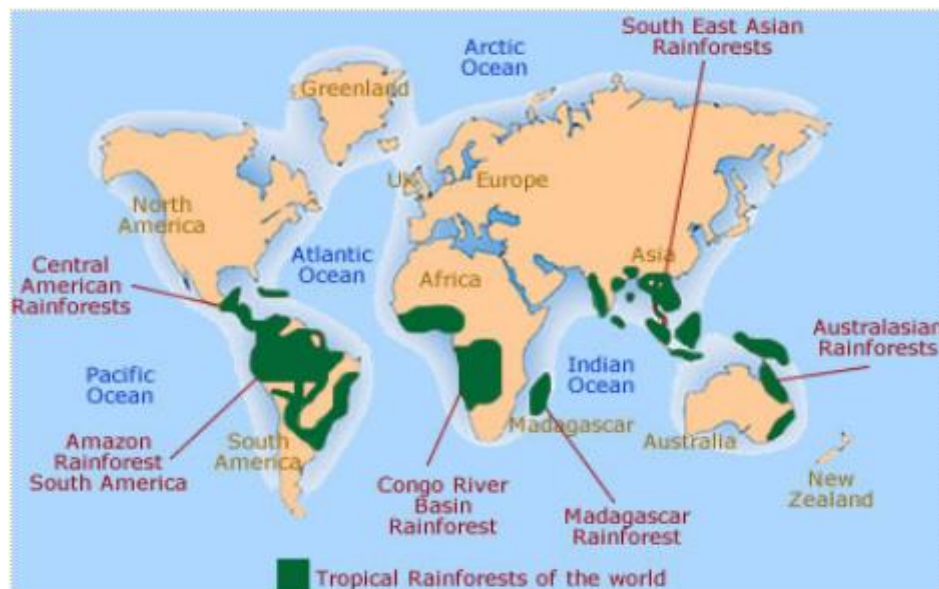 South East Asian
Rainforests
Arctic
Ocean
Greenland
UK
Europe
North
America
Atlantic
Ocean
Asia
Africa
Central
American
Rainforests
Australasian
Rainforests
Pacific
Ocean
Indian
Ocean
Madagascar
Australia
Amazon
Rainforest
South America
South
America
New
Zealand
Congo River
Basin
Rainforest
Madagascar
Rainforest
Tropical Rainforests of the world